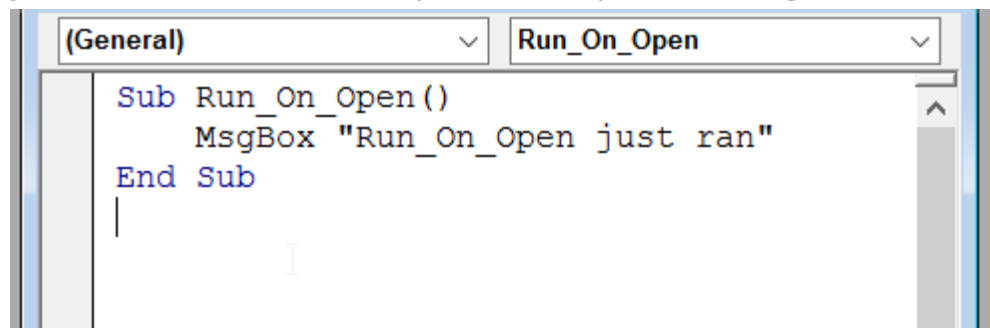 (General) Run_On_Open
Sub Run_On_Open()
MsgBox "Run_On_Open just ran"
End Sub